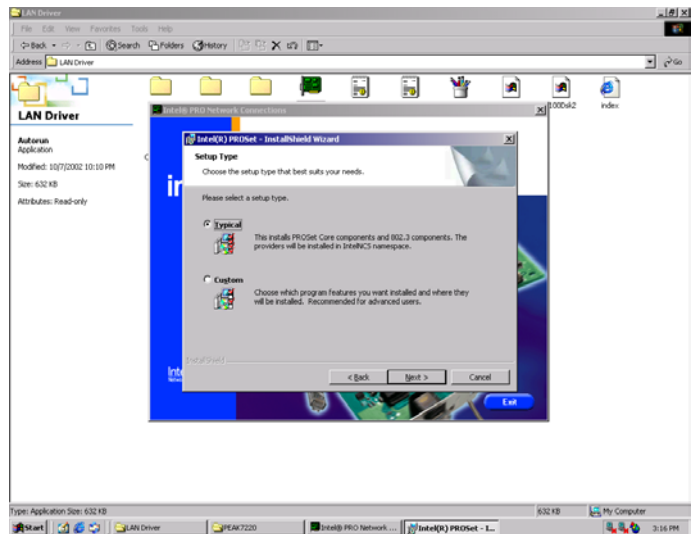 LAN Driver
File Edit View Favorites Tools Help
Back Search Folders History
Address LAN Driver Go
LAN Driver
Autorun
Application
Modified: 10/7/2002 10:10 PM
Size: 632 KB
Attributes: Read-only
100Dsk2
index
Intel® PRO Network Connections
Intel(R) PROSet - InstallShield Wizard
Setup Type
Choose the setup type that best suits your needs.
Please select a setup type.
Typical
This installs PROSet Core components and 802.3 components. The
providers will be installed in IntelNCS namespace.
Custom
Choose which program features you want installed and where they
will be installed. Recommended for advanced users.
InstallShield
< Back Next > Cancel
Exit
Type: Application Size: 632 KB 632 KB My Computer
Start LAN Driver PEAK7220 Intel® PRO Network ... Intel(R) PROSet - I... 3:16 PM